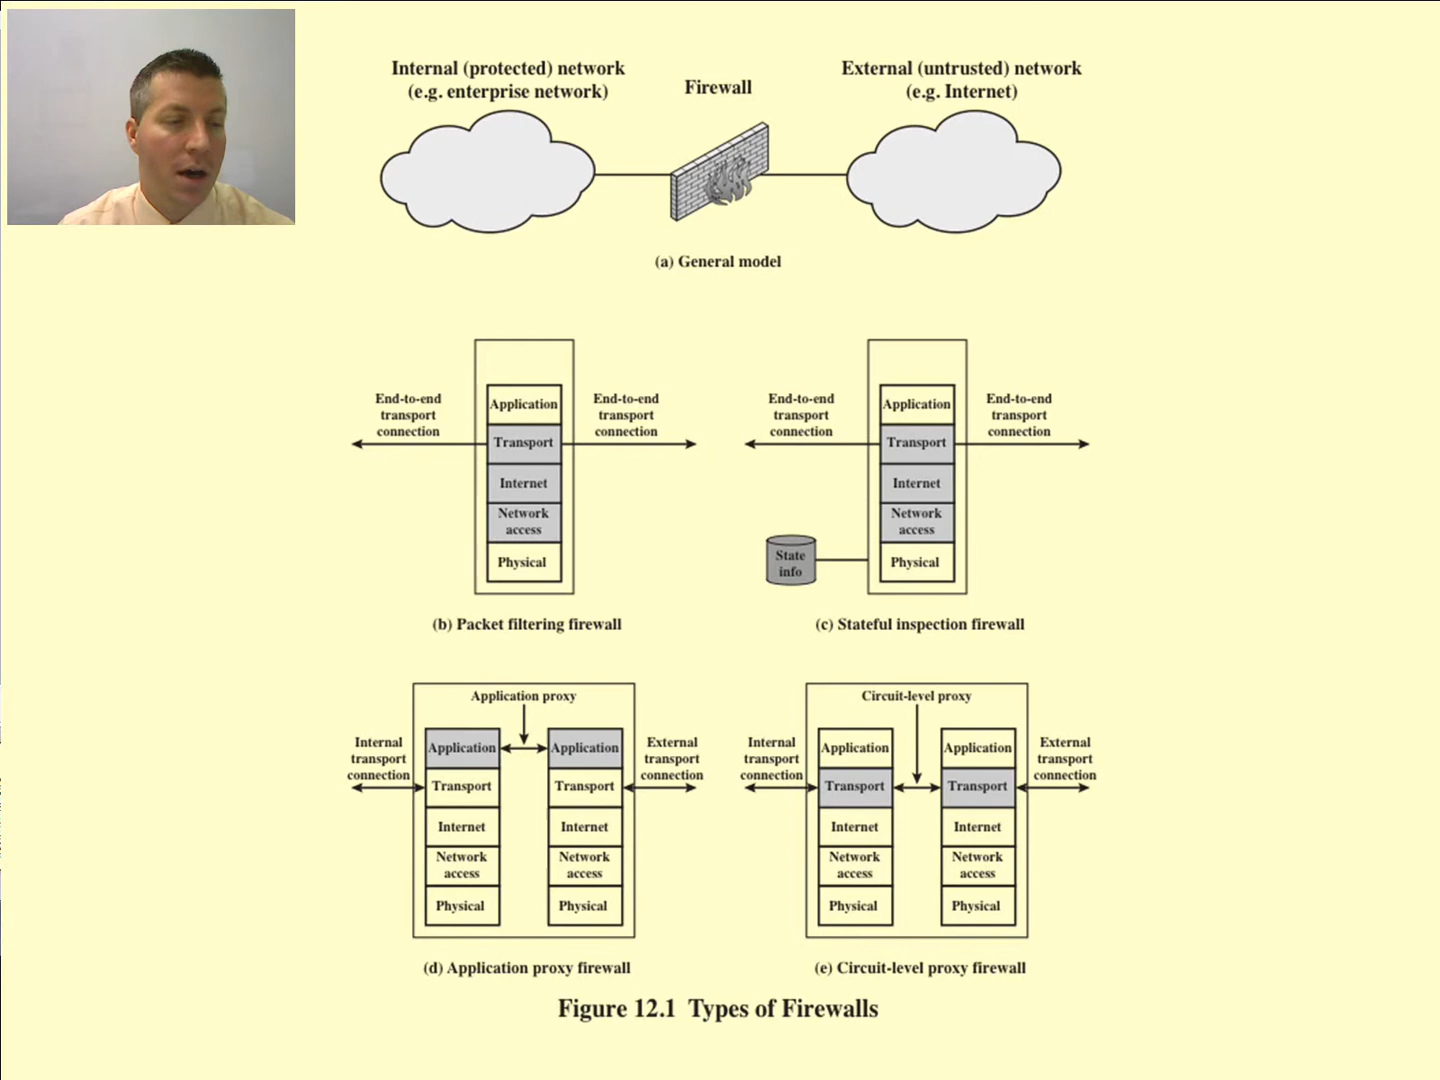 Internal (protected) network
(e.g. enterprise network)
Firewall
External (untrusted) network
(e.g. Internet)
(a) General model
End-to-end
transport
connection
Application
Transport
Internet
Network
access
Physical
End-to-end
transport
connection
(b) Packet filtering firewall
End-to-end
transport
connection
Application
Transport
Internet
Network
access
Physical
End-to-end
transport
connection
State
info
(c) Stateful inspection firewall
Application proxy
Internal
transport
connection
Application
Transport
Internet
Network
access
Physical
Application
Transport
Internet
Network
access
Physical
External
transport
connection
(d) Application proxy firewall
Circuit-level proxy
Internal
transport
connection
Application
Transport
Internet
Network
access
Physical
Application
Transport
Internet
Network
access
Physical
External
transport
connection
(e) Circuit-level proxy firewall
Figure 12.1 Types of Firewalls